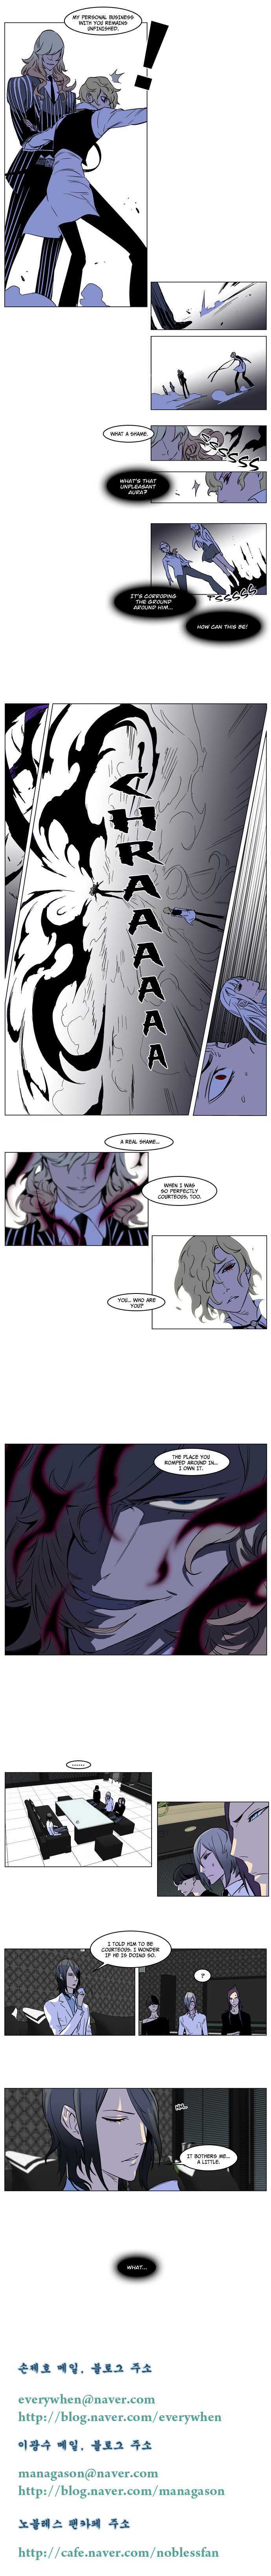 MY PERSONAL BUSINESS
WITH YOU REMAINS
UNFINISHED.
!
WHAT A SHAME.
SSSSSS
WHAT'S THAT
UNPLEASANT
AURA?
IT'S CORRODING
THE GROUND
AROUND HIM...
TSSSSSS
HOW CAN THIS BE!
CHRAAAAAA
A REAL SHAME...
WHEN I WAS
SO PERFECTLY
COURTEOUS, TOO.
YOU... WHO ARE
YOU?
THE PLACE YOU
ROMPED AROUND IN...
I OWN IT.
......
I TOLD HIM TO BE
COURTEOUS. I WONDER
IF HE IS DOING SO.
?
HM..
IT BOTHERS ME...
A LITTLE.
WHAT...
손제호 메일, 블로그 주소
everywhen@naver.com
http://blog.naver.com/everywhen
이광수 메일, 블로그 주소
managason@naver.com
http://blog.naver.com/managason
노블레스 팬카페 주소
http://cafe.naver.com/noblessfan